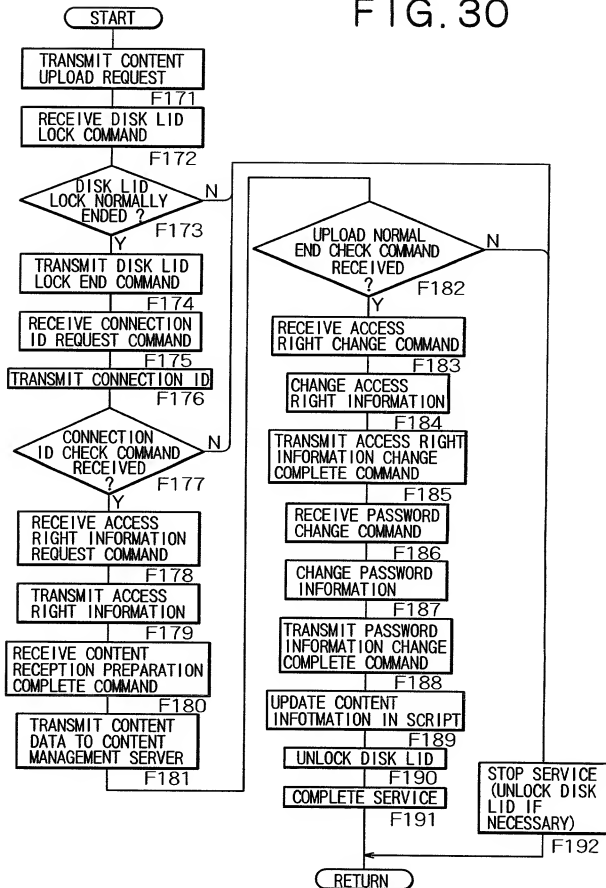 FIG. 30
START
TRANSMIT CONTENT
UPLOAD REQUEST
F171
RECEIVE DISK LID
LOCK COMMAND
F172
DISK LID
LOCK NORMALLY
ENDED ?
N
F173
Y
TRANSMIT DISK LID
LOCK END COMMAND
F174
RECEIVE CONNECTION
ID REQUEST COMMAND
F175
TRANSMIT CONNECTION ID
F176
CONNECTION
ID CHECK COMMAND
RECEIVED
?
N
F177
Y
RECEIVE ACCESS
RIGHT INFORMATION
REQUEST COMMAND
F178
TRANSMIT ACCESS
RIGHT INFORMATION
F179
RECEIVE CONTENT
RECEPTION PREPARATION
COMPLETE COMMAND
F180
TRANSMIT CONTENT
DATA TO CONTENT
MANAGEMENT SERVER
F181
UPLOAD NORMAL
END CHECK COMMAND
RECEIVED
?
N
F182
Y
RECEIVE ACCESS
RIGHT CHANGE COMMAND
F183
CHANGE ACCESS
RIGHT INFORMATION
F184
TRANSMIT ACCESS RIGHT
INFORMATION CHANGE
COMPLETE COMMAND
F185
RECEIVE PASSWORD
CHANGE COMMAND
F186
CHANGE PASSWORD
INFORMATION
F187
TRANSMIT PASSWORD
INFORMATION CHANGE
COMPLETE COMMAND
F188
UPDATE CONTENT
INFOTMATION IN SCRIPT
F189
UNLOCK DISK LID
F190
COMPLETE SERVICE
F191
STOP SERVICE
(UNLOCK DISK
LID IF
NECESSARY)
F192
RETURN